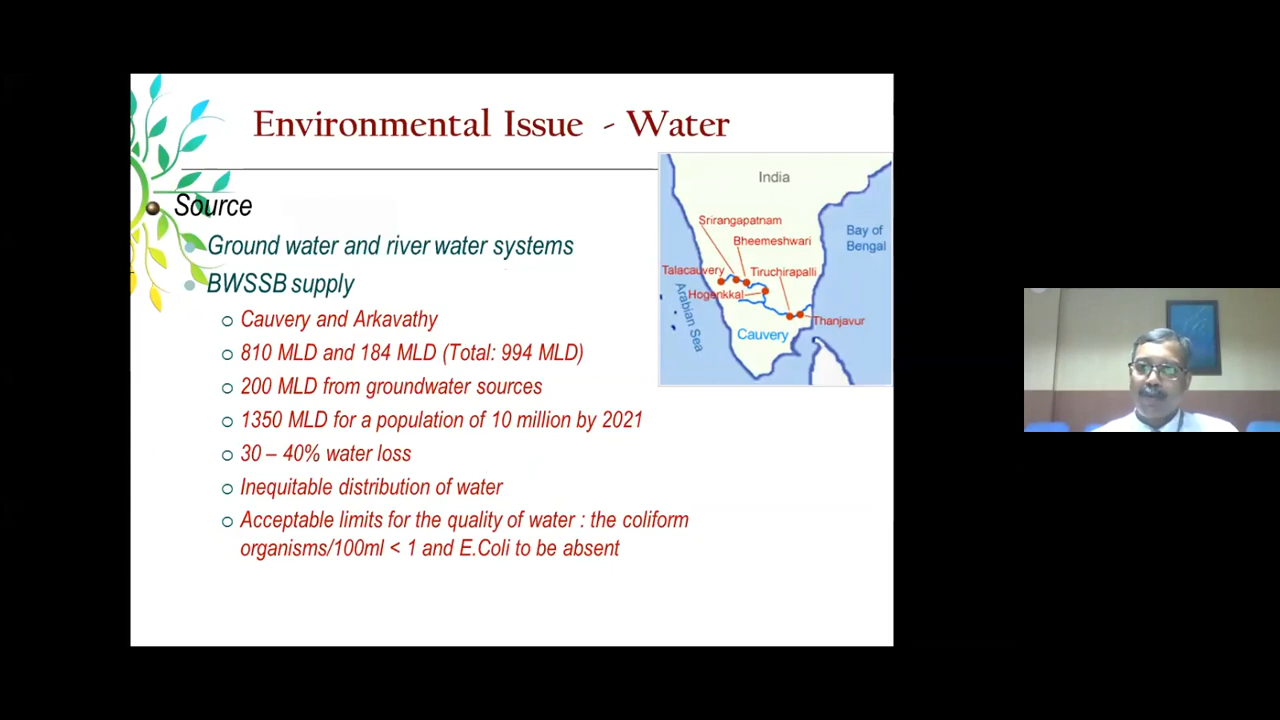 Environmental Issue - Water
Source
Ground water and river water systems
BWSSB supply
Cauvery and Arkavathy
810 MLD and 184 MLD (Total: 994 MLD)
200 MLD from groundwater sources
1350 MLD for a population of 10 million by 2021
30 – 40% water loss
Inequitable distribution of water
Acceptable limits for the quality of water : the coliform
organisms/100ml < 1 and E.Coli to be absent
India
Srirangapatnam
Bheemeshwari
Bay of
Bengal
Talacauvery
Tiruchirapalli
Hogenkkal
Arabian Sea
Thanjavur
Cauvery